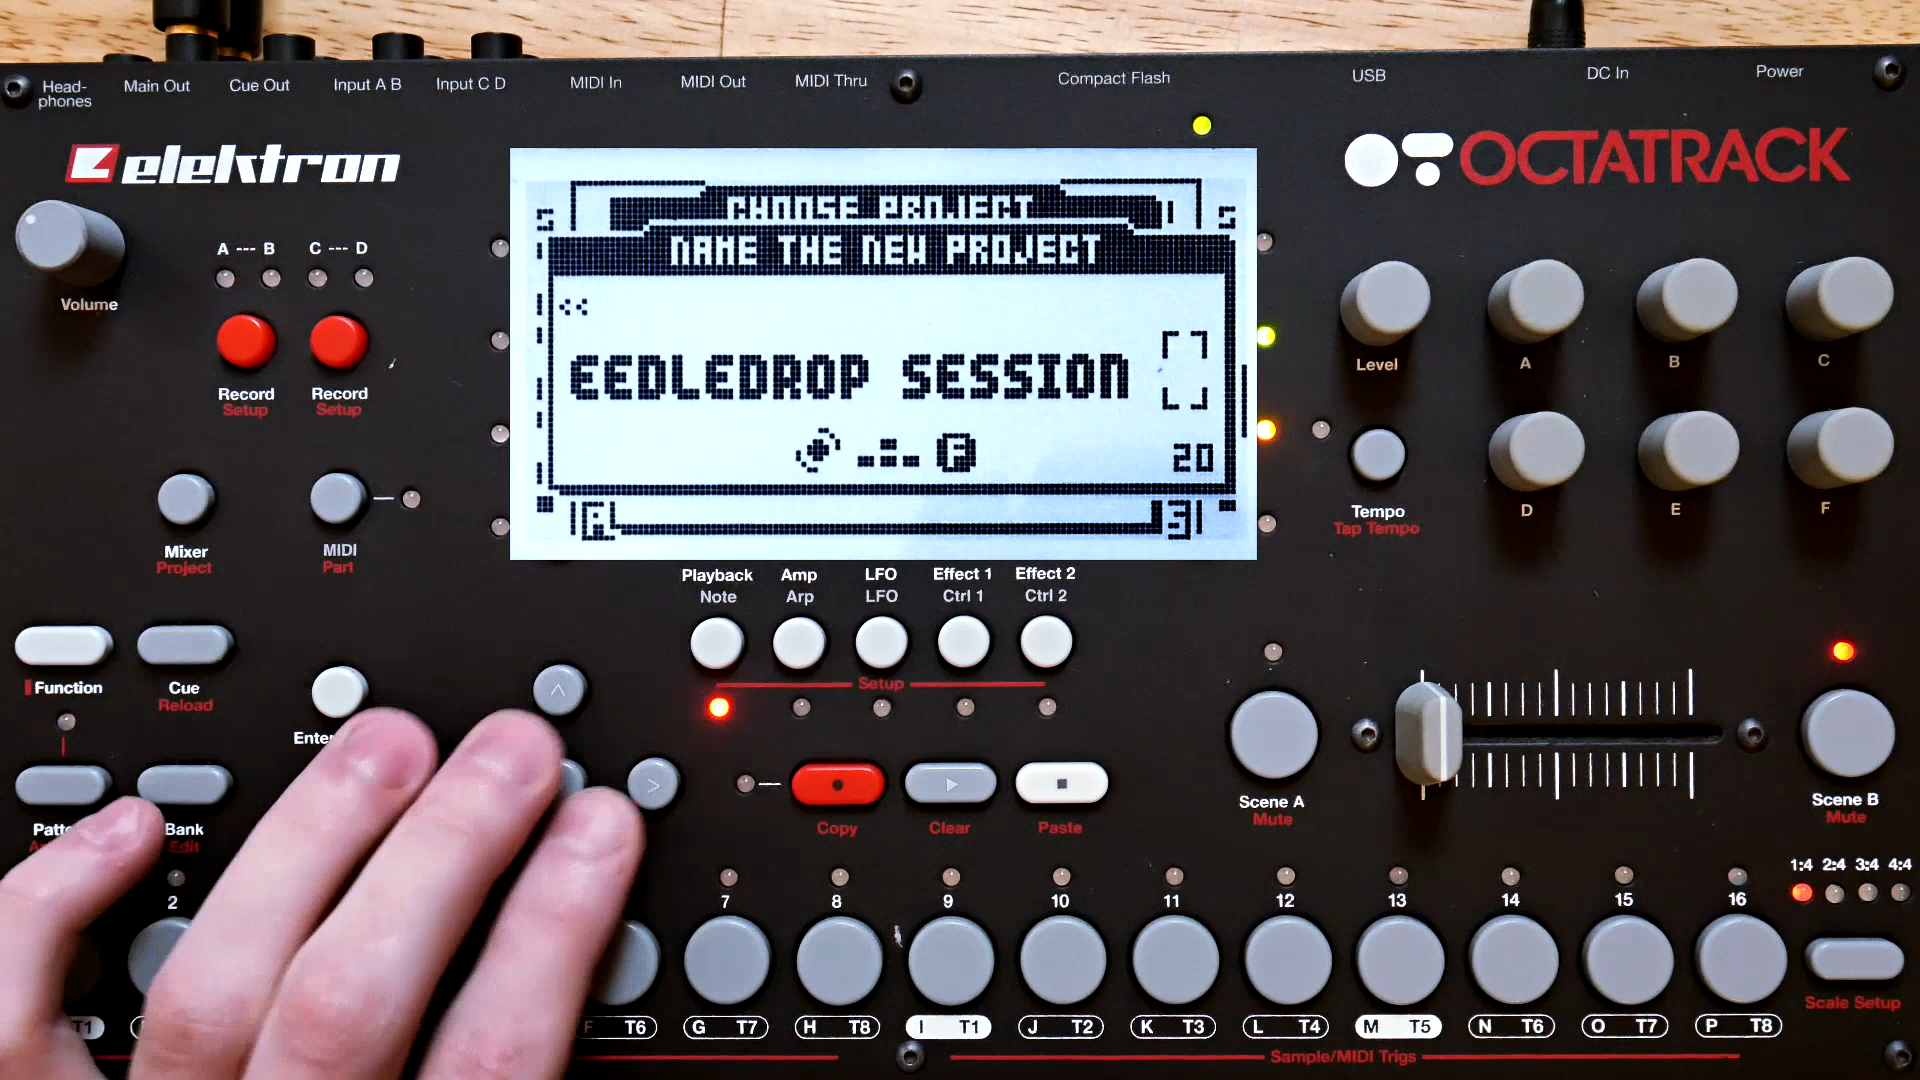 Head-
phones
Main Out
Cue Out
Input A B
Input C D
MIDI In
MIDI Out
MIDI Thru
Compact Flash
USB
DC In
Power
elektron
OCTATRACK
CHOOSE PROJECT
NAME THE NEW PROJECT
<<
EEDLEDROP SESSION
F
20
Volume
A --- B
C --- D
Record
Setup
Record
Setup
Level
A
B
C
D
E
F
Tempo
Tap Tempo
Mixer
Project
MIDI
Part
Playback
Note
Amp
Arp
LFO
LFO
Effect 1
Ctrl 1
Effect 2
Ctrl 2
Setup
Function
Cue
Reload
Bank
Edit
Copy
Clear
Paste
Scene A
Mute
Scene B
Mute
1:4 2:4 3:4 4:4
2
7
8
9
10
11
12
13
14
15
16
T1
F T6
G T7
H T8
I T1
J T2
K T3
L T4
M T5
N T6
O T7
P T8
Scale Setup
Sample/MIDI Trigs